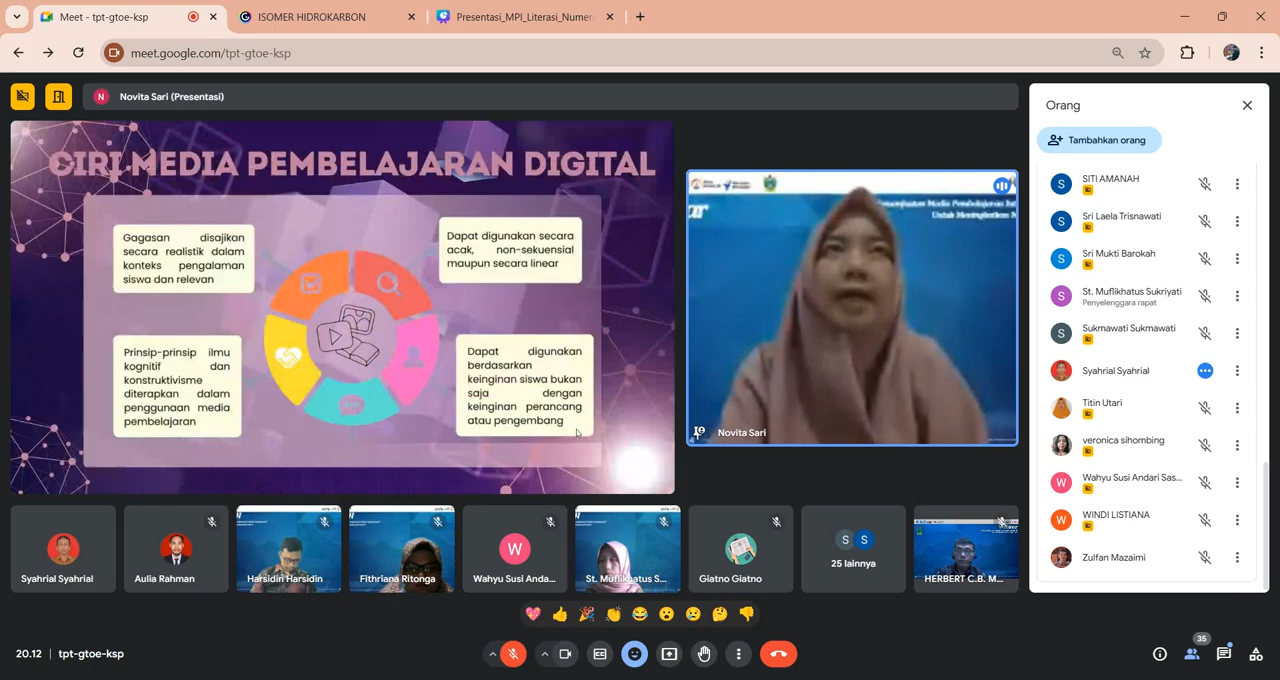 Meet - tpt-gtoe-ksp
ISOMER HIDROKARBON
Presentasi_MPI_Literasi_Numera
meet.google.com/tpt-gtoe-ksp
N
Novita Sari (Presentasi)
CIRI MEDIA PEMBELAJARAN DIGITAL
Gagasan disajikan
secara realistik dalam
konteks pengalaman
siswa dan relevan
Dapat digunakan secara
acak, non-sekuensial
maupun secara linear
Prinsip-prinsip ilmu
kognitif dan
konstruktivisme
diterapkan dalam
penggunaan media
pembelajaran
Dapat digunakan
berdasarkan
keinginan siswa bukan
saja dengan
keinginan perancang
atau pengembang
Novita Sari
Orang
Tambahkan orang
S
SITI AMANAH
S
Sri Laela Trisnawati
S
Sri Mukti Barokah
S
St. Muflikhatus Sukriyati
Penyelenggara rapat
S
Sukmawati Sukmawati
Syahrial Syahrial
Titin Utari
veronica sihombing
W
Wahyu Susi Andari Sas...
W
WINDI LISTIANA
Zulfan Mazaimi
Syahrial Syahrial
Aulia Rahman
Harsidin Harsidin
Fithriana Ritonga
W
Wahyu Susi Anda...
St. Muflikhatus S...
Giatno Giatno
S S
25 lainnya
HERBERT C.B. M...
20.12 | tpt-gtoe-ksp
35